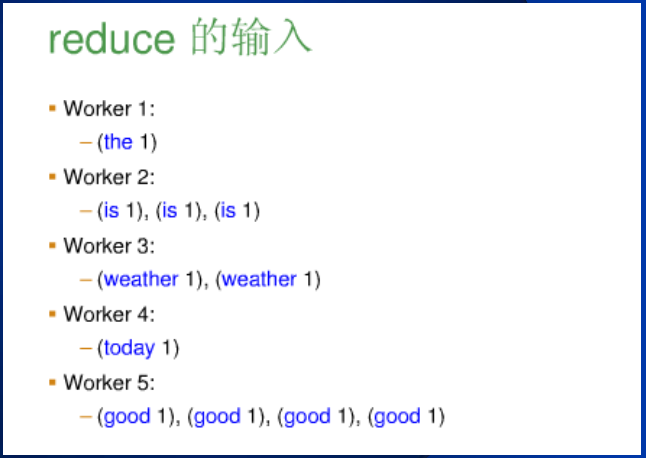 reduce 的输入
▪ Worker 1:
– (the 1)
▪ Worker 2:
– (is 1), (is 1), (is 1)
▪ Worker 3:
– (weather 1), (weather 1)
▪ Worker 4:
– (today 1)
▪ Worker 5:
– (good 1), (good 1), (good 1), (good 1)